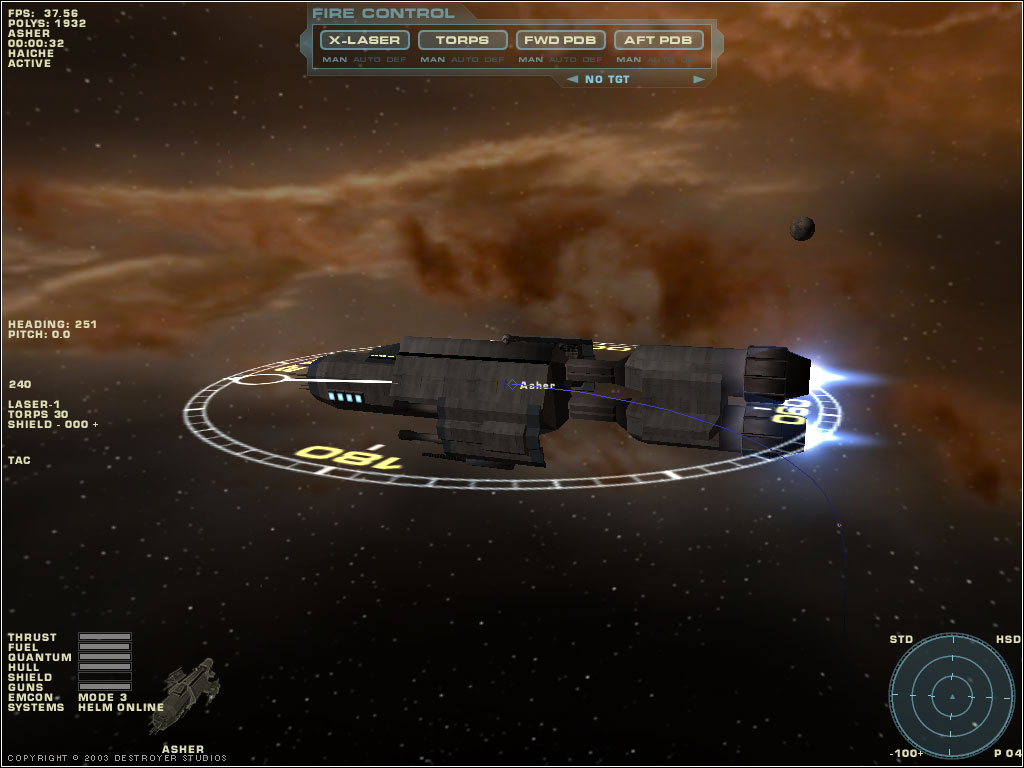 FPS: 37.56
POLYS: 1932
ASHER
00:00:32
HAICHE
ACTIVE
FIRE CONTROL
X-LASER TORPS FWD PDB AFT PDB
MAN AUTO DEF MAN AUTO DEF MAN AUTO DEF MAN AUTO DEF
NO TGT
HEADING: 251
PITCH: 0.0
240
LASER-1
TORPS 30
SHIELD - 000 +
TAC
Asher
090
180
THRUST
FUEL
QUANTUM
HULL
SHIELD
GUNS
EMCON MODE 3
SYSTEMS HELM ONLINE
ASHER
COPYRIGHT © 2003 DESTROYER STUDIOS
STD HSD
-100+ P 04